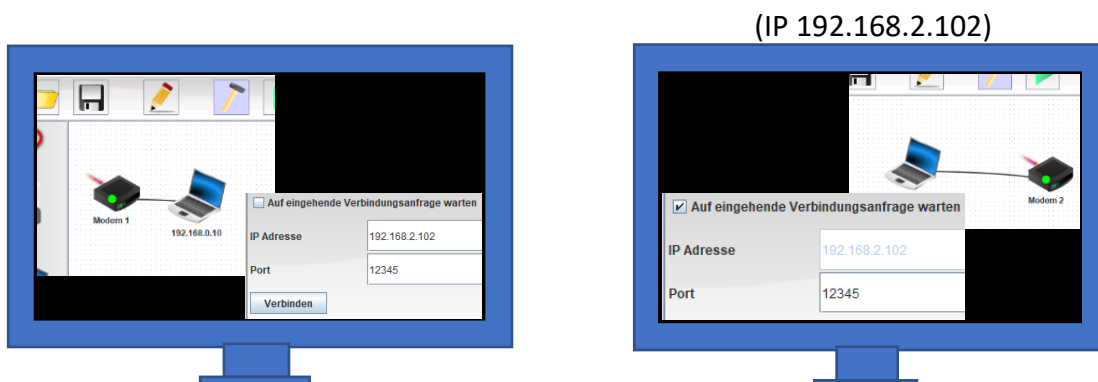 (IP 192.168.2.102)
Modem 1
192.168.0.10
Auf eingehende Verbindungsanfrage warten
IP Adresse
192.168.2.102
Port
12345
Verbinden
Modem 2
Auf eingehende Verbindungsanfrage warten
IP Adresse
192.168.2.102
Port
12345